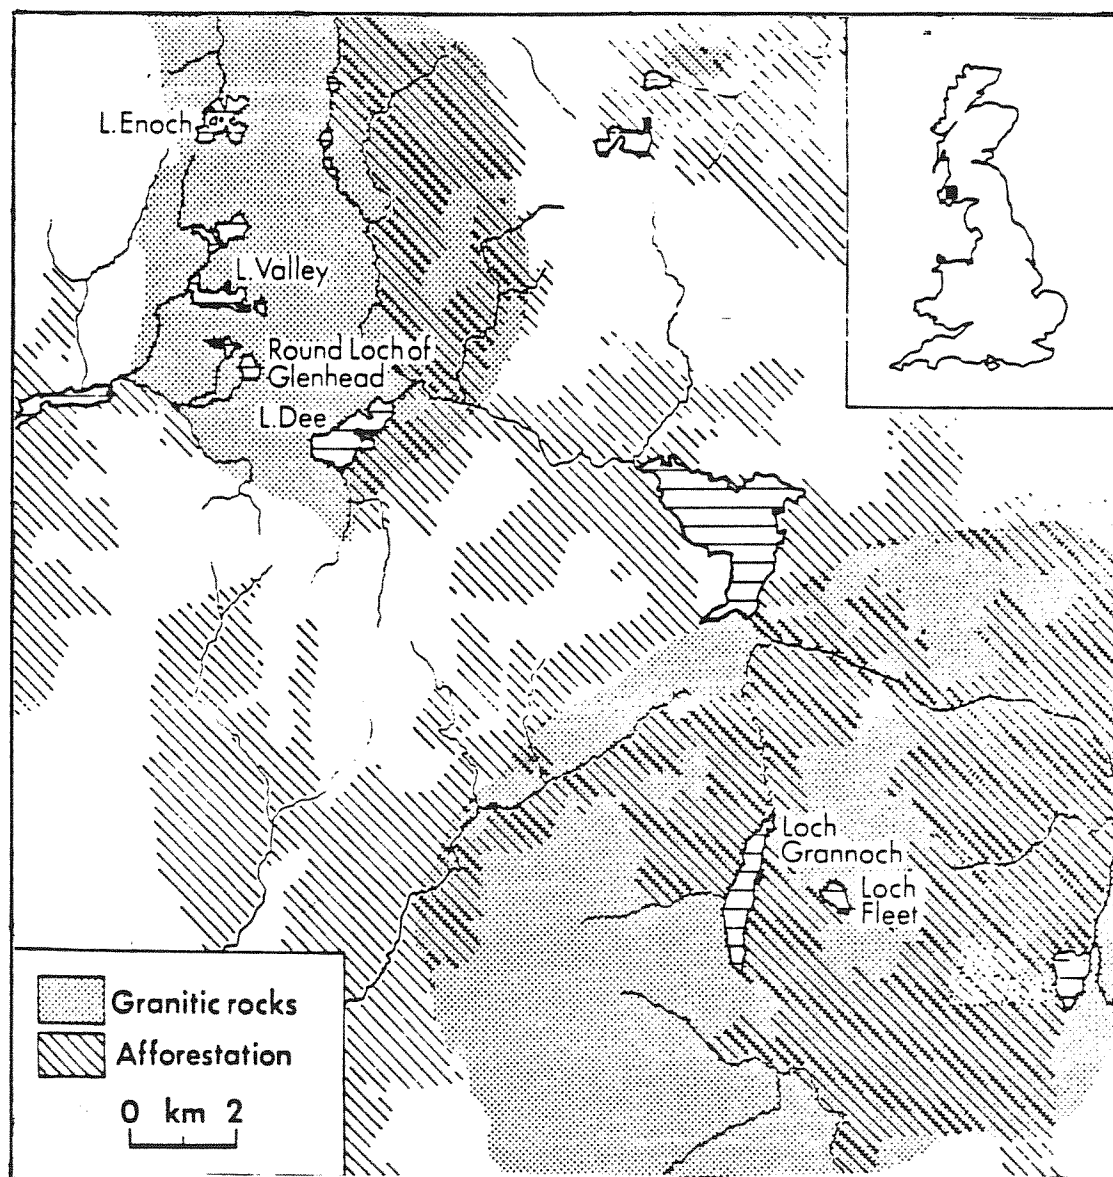 L.Enoch
L.Valley
Round Loch of
Glenhead
L.Dee
Loch
Grannoch
Loch
Fleet
Granitic rocks
Afforestation
0 km 2